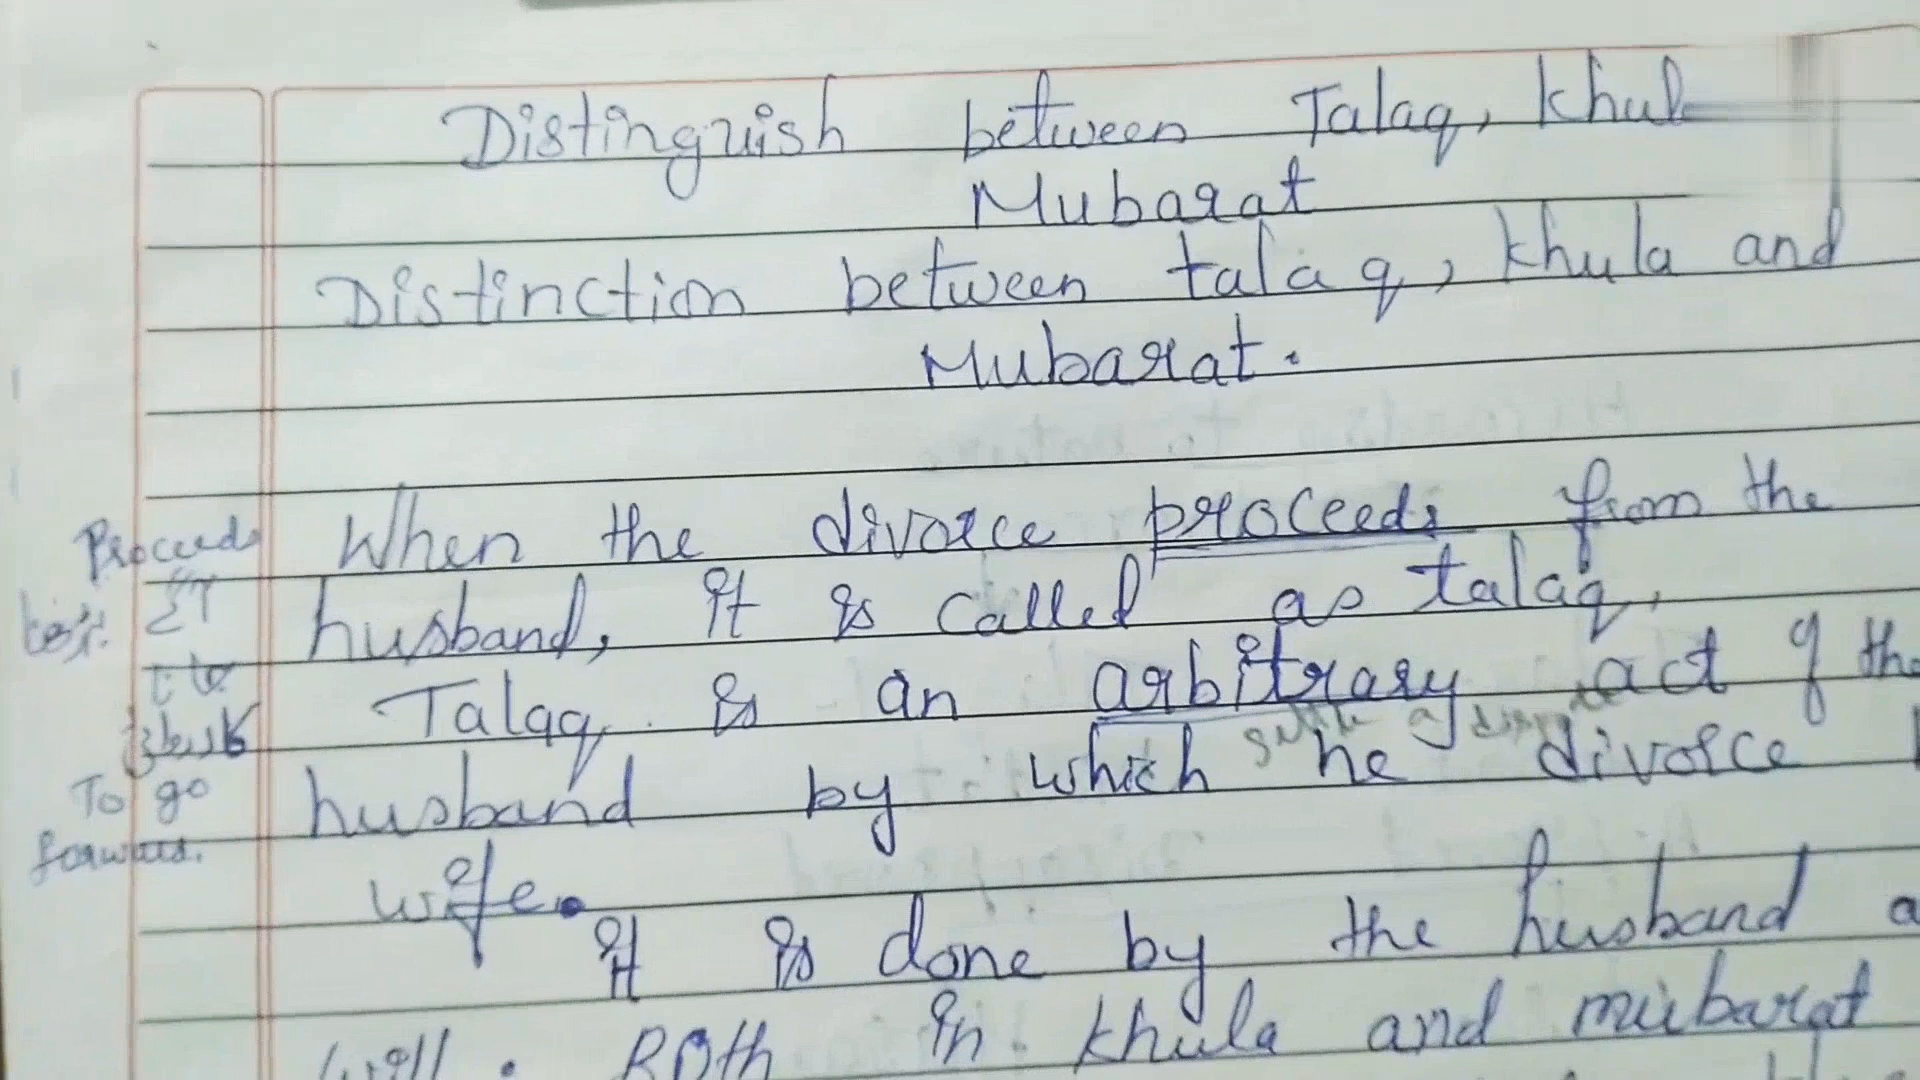 Distinguish between Talaq, Khul
Mubarat
Distinction between talaq, Khula and
Mubarat.
When the divorce proceeds from the
husband, it is called as talaq.
Talaq is an arbitrary act of the
husband by which he divorce
wife.
It is done by the husband a
will. Both in Khula and mubarat
Proceeds
To go
forward.